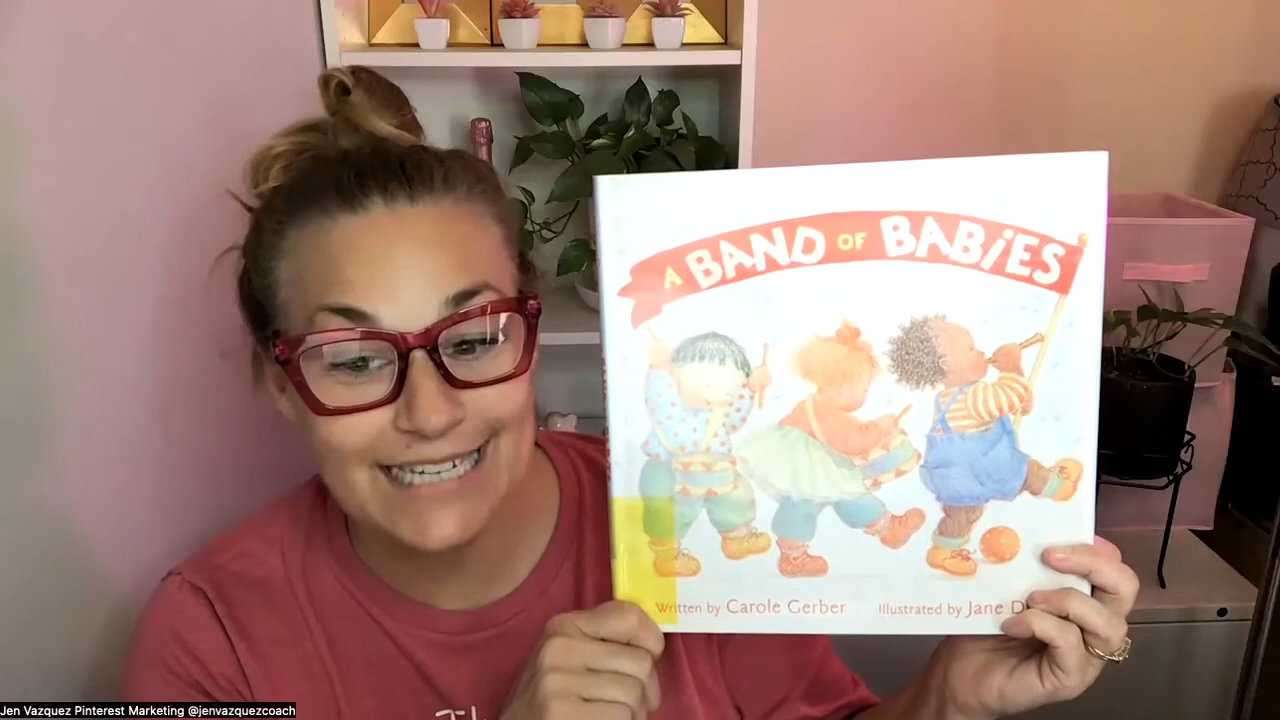 A BAND OF BABiES
Written by Carole Gerber Illustrated by Jane
Jen Vazquez Pinterest Marketing @jenvazquezcoach